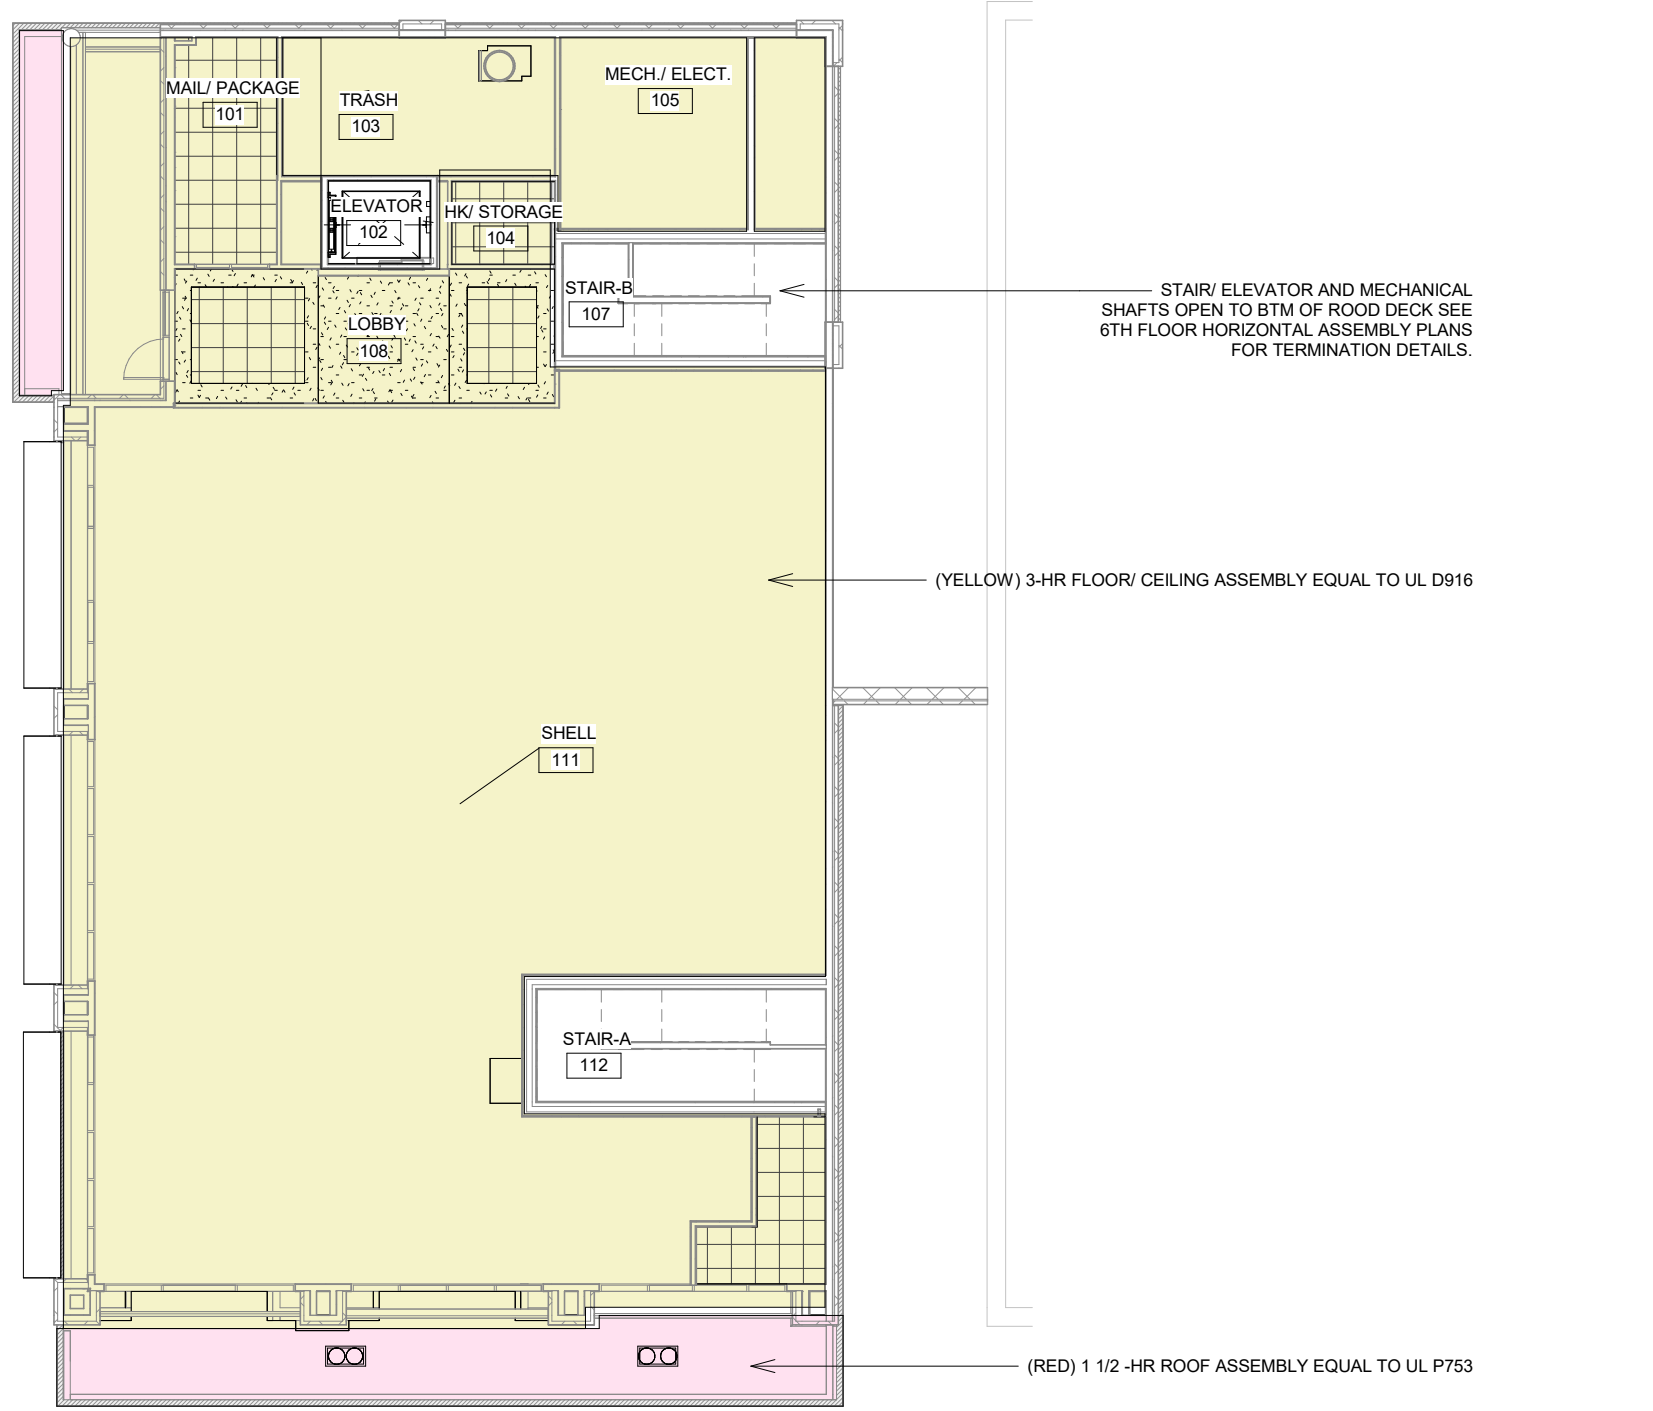 MECH./ ELECT.
105
MAIL/ PACKAGE
101
TRASH
103
ELEVATOR
102
HK/ STORAGE
104
STAIR-B
107
LOBBY
108
STAIR/ ELEVATOR AND MECHANICAL
SHAFTS OPEN TO BTM OF ROOD DECK SEE
6TH FLOOR HORIZONTAL ASSEMBLY PLANS
FOR TERMINATION DETAILS.
(YELLOW) 3-HR FLOOR/ CEILING ASSEMBLY EQUAL TO UL D916
SHELL
111
STAIR-A
112
(RED) 1 1/2 -HR ROOF ASSEMBLY EQUAL TO UL P753